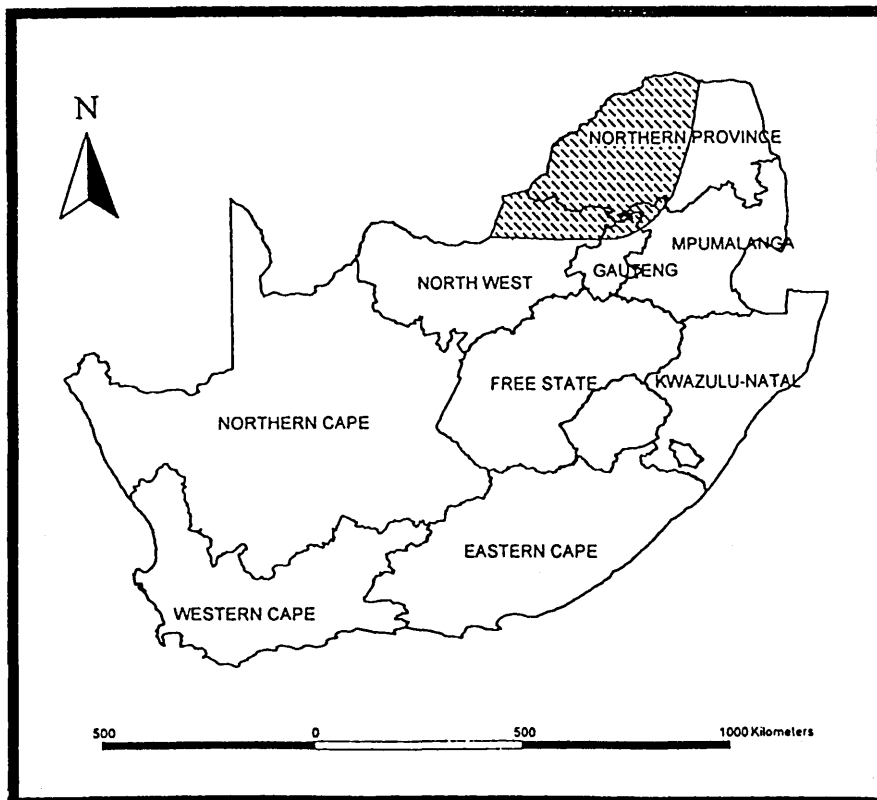 N
NORTHERN PROVINCE
MPUMALANGA
GAUTENG
NORTH WEST
FREE STATE
KWAZULU-NATAL
NORTHERN CAPE
EASTERN CAPE
WESTERN CAPE
500 0 500 1000 Kilometers